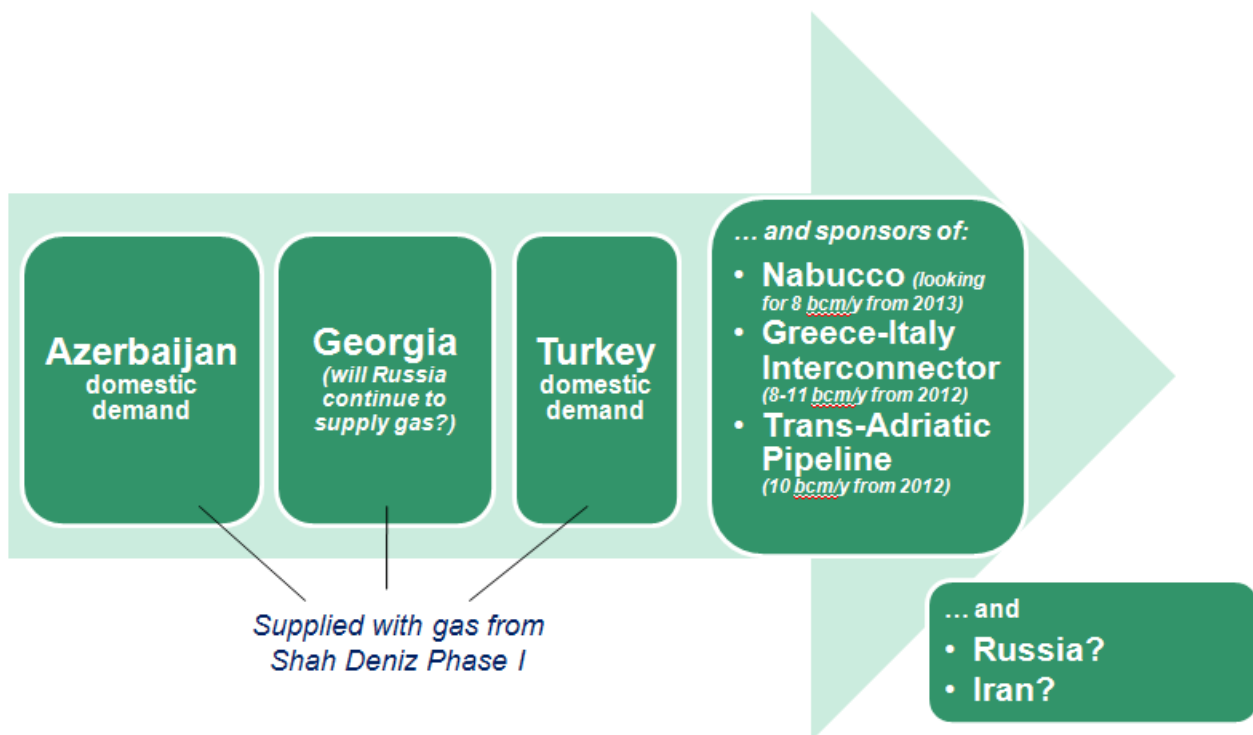 Azerbaijan
domestic
demand
Georgia
(will Russia
continue to
supply gas?)
Turkey
domestic
demand
… and sponsors of:
• Nabucco (looking
for 8 bcm/y from 2013)
• Greece-Italy
Interconnector
(8-11 bcm/y from 2012)
• Trans-Adriatic
Pipeline
(10 bcm/y from 2012)
Supplied with gas from
Shah Deniz Phase I
… and
• Russia?
• Iran?